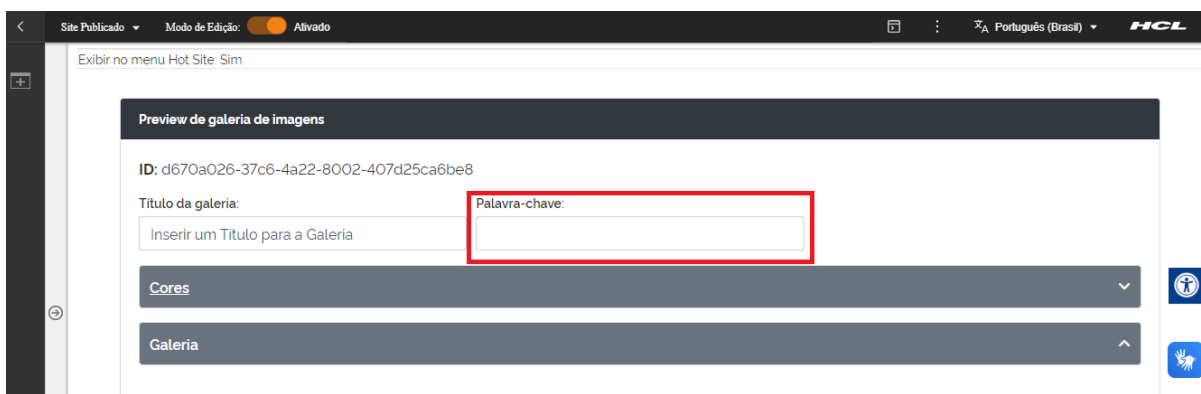 Site Publicado Modo de Edição: Ativado Português (Brasil) HCL
Exibir no menu Hot Site: Sim
Preview de galeria de imagens
ID: d670a026-37c6-4a22-8002-407d25ca6be8
Título da galeria: Palavra-chave:
Inserir um Título para a Galeria
Cores
Galeria